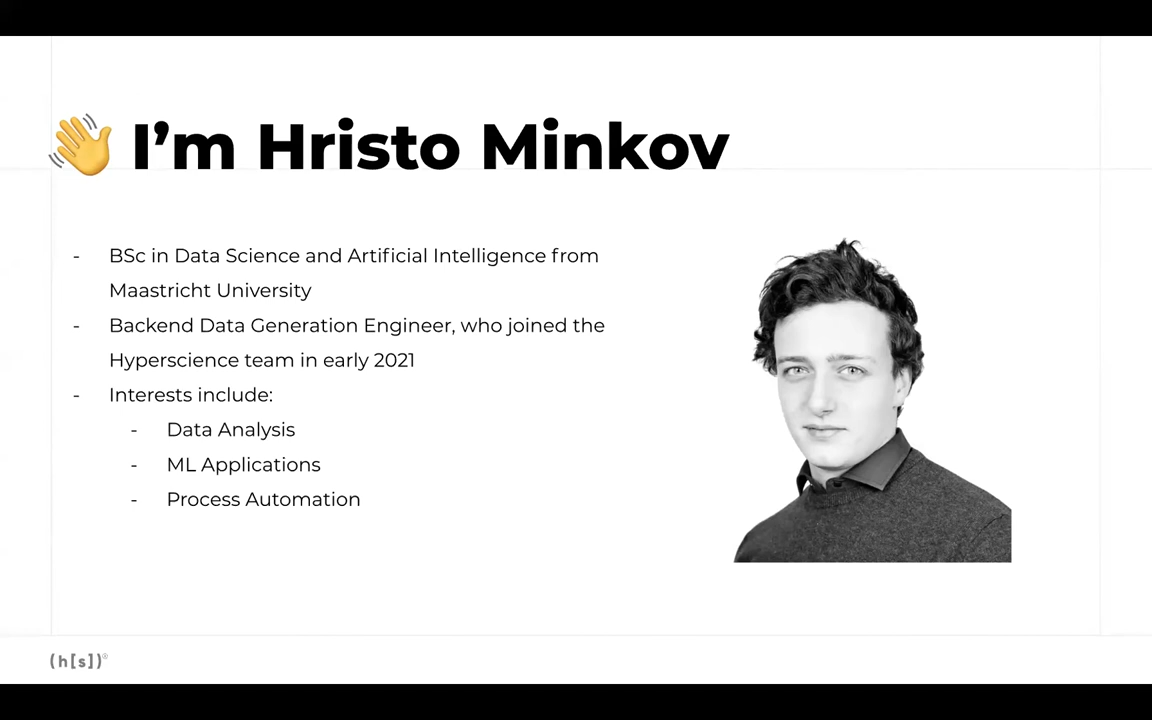 👋 I’m Hristo Minkov
- BSc in Data Science and Artificial Intelligence from
Maastricht University
- Backend Data Generation Engineer, who joined the
Hyperscience team in early 2021
- Interests include:
- Data Analysis
- ML Applications
- Process Automation
(h[s])®